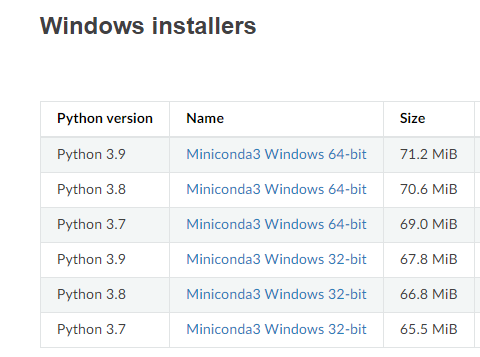 Windows installers
Python version Name Size
Python 3.9 Miniconda3 Windows 64-bit 71.2 MiB
Python 3.8 Miniconda3 Windows 64-bit 70.6 MiB
Python 3.7 Miniconda3 Windows 64-bit 69.0 MiB
Python 3.9 Miniconda3 Windows 32-bit 67.8 MiB
Python 3.8 Miniconda3 Windows 32-bit 66.8 MiB
Python 3.7 Miniconda3 Windows 32-bit 65.5 MiB